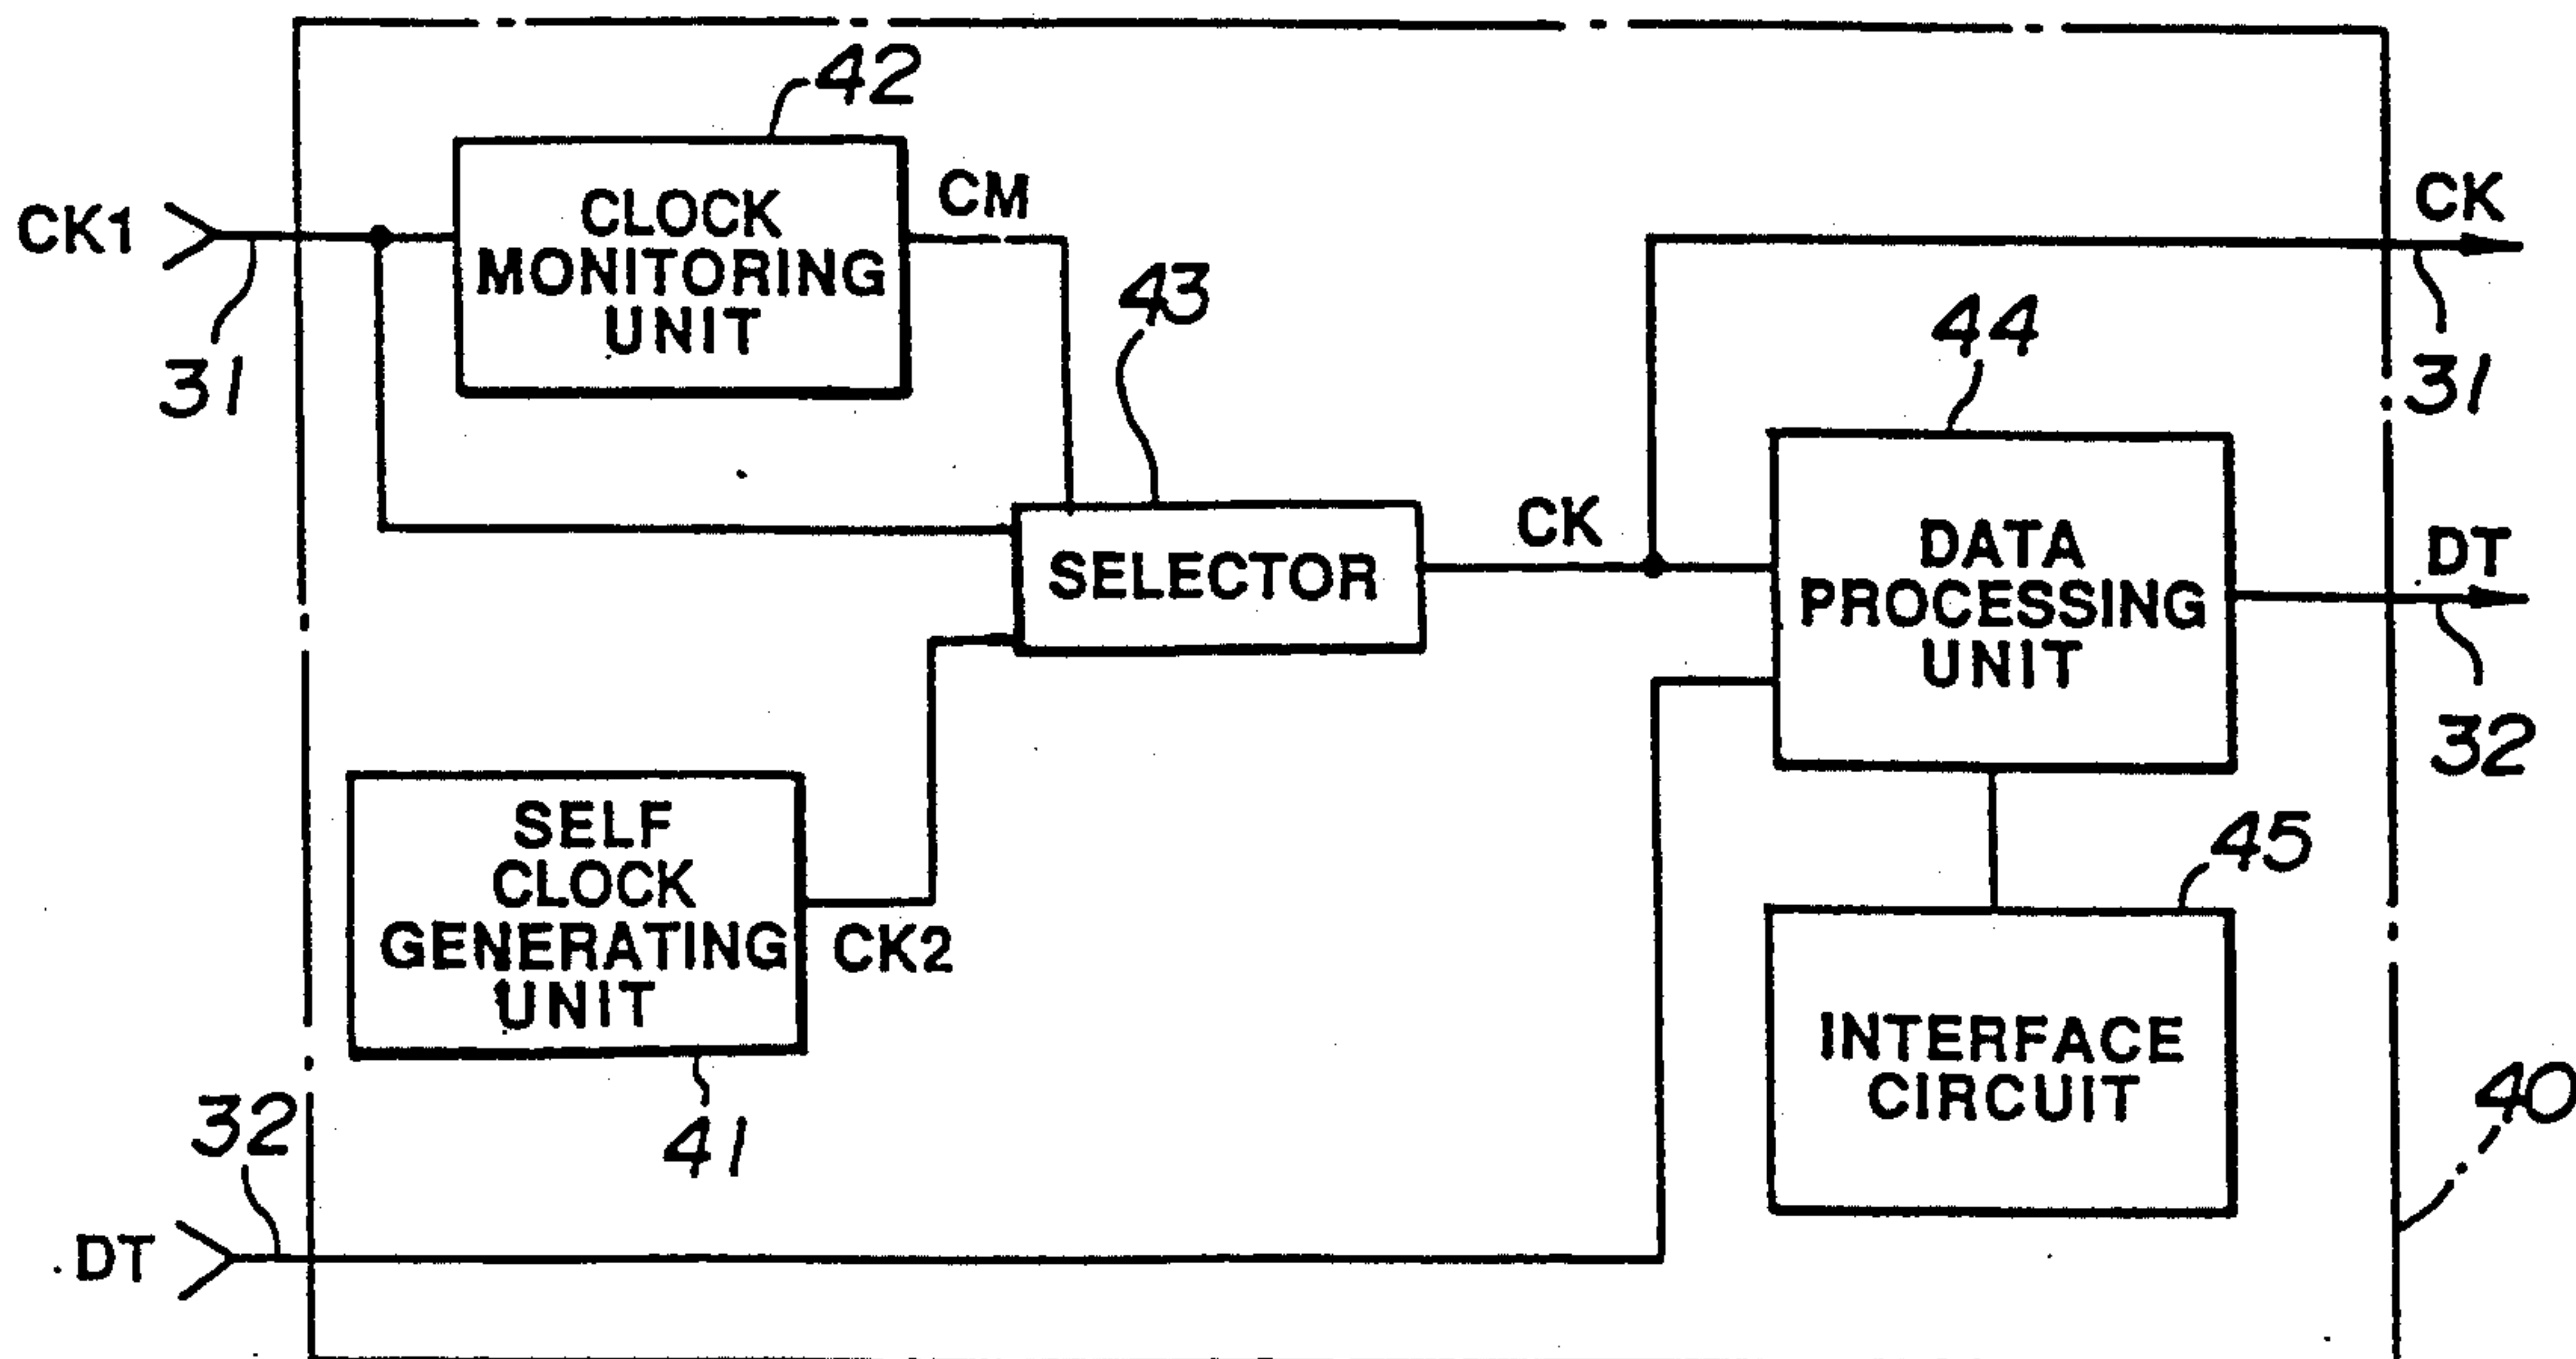 42
CK1
CLOCK
MONITORING
UNIT
CM
CK
31
43
44
31
SELECTOR
CK
DATA
PROCESSING
UNIT
DT
32
SELF
CLOCK
GENERATING
UNIT
CK2
45
41
INTERFACE
CIRCUIT
40
32
DT